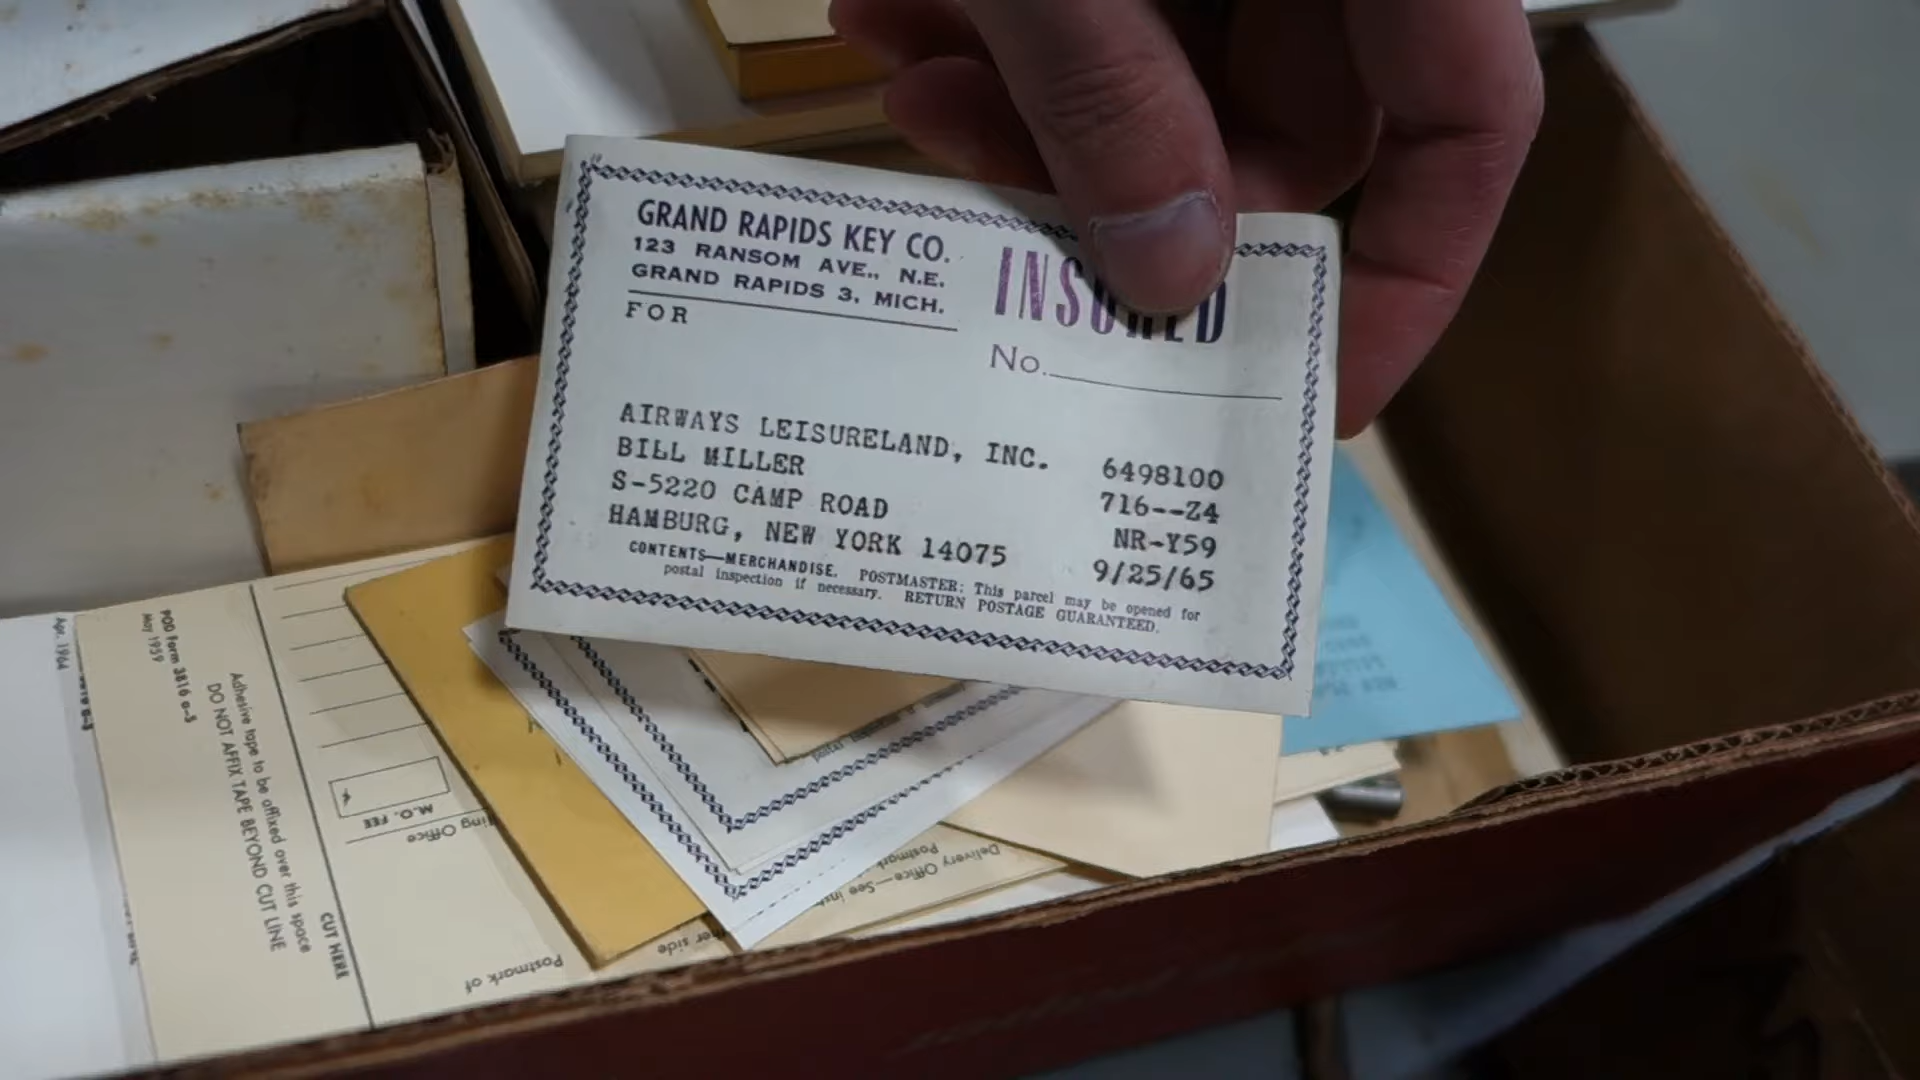 GRAND RAPIDS KEY CO.
123 RANSOM AVE., N.E.
GRAND RAPIDS 3, MICH.
FOR
No.
AIRWAYS LEISURELAND, INC.
BILL MILLER
S-5220 CAMP ROAD
HAMBURG, NEW YORK 14075
6498100
716--Z4
NR-Y59
9/25/65
CONTENTS—MERCHANDISE. POSTMASTER: This parcel may be opened for
postal inspection if necessary. RETURN POSTAGE GUARANTEED.
Apr. 1964
POD Form 3816 a-S
May 1959
Adhesive tape to be affixed over this space
DO NOT AFFIX TAPE BEYOND CUT LINE
CUT HERE
M.O. FEE
Office
Postmark of
side
Delivery Office—See
Postmark
postal